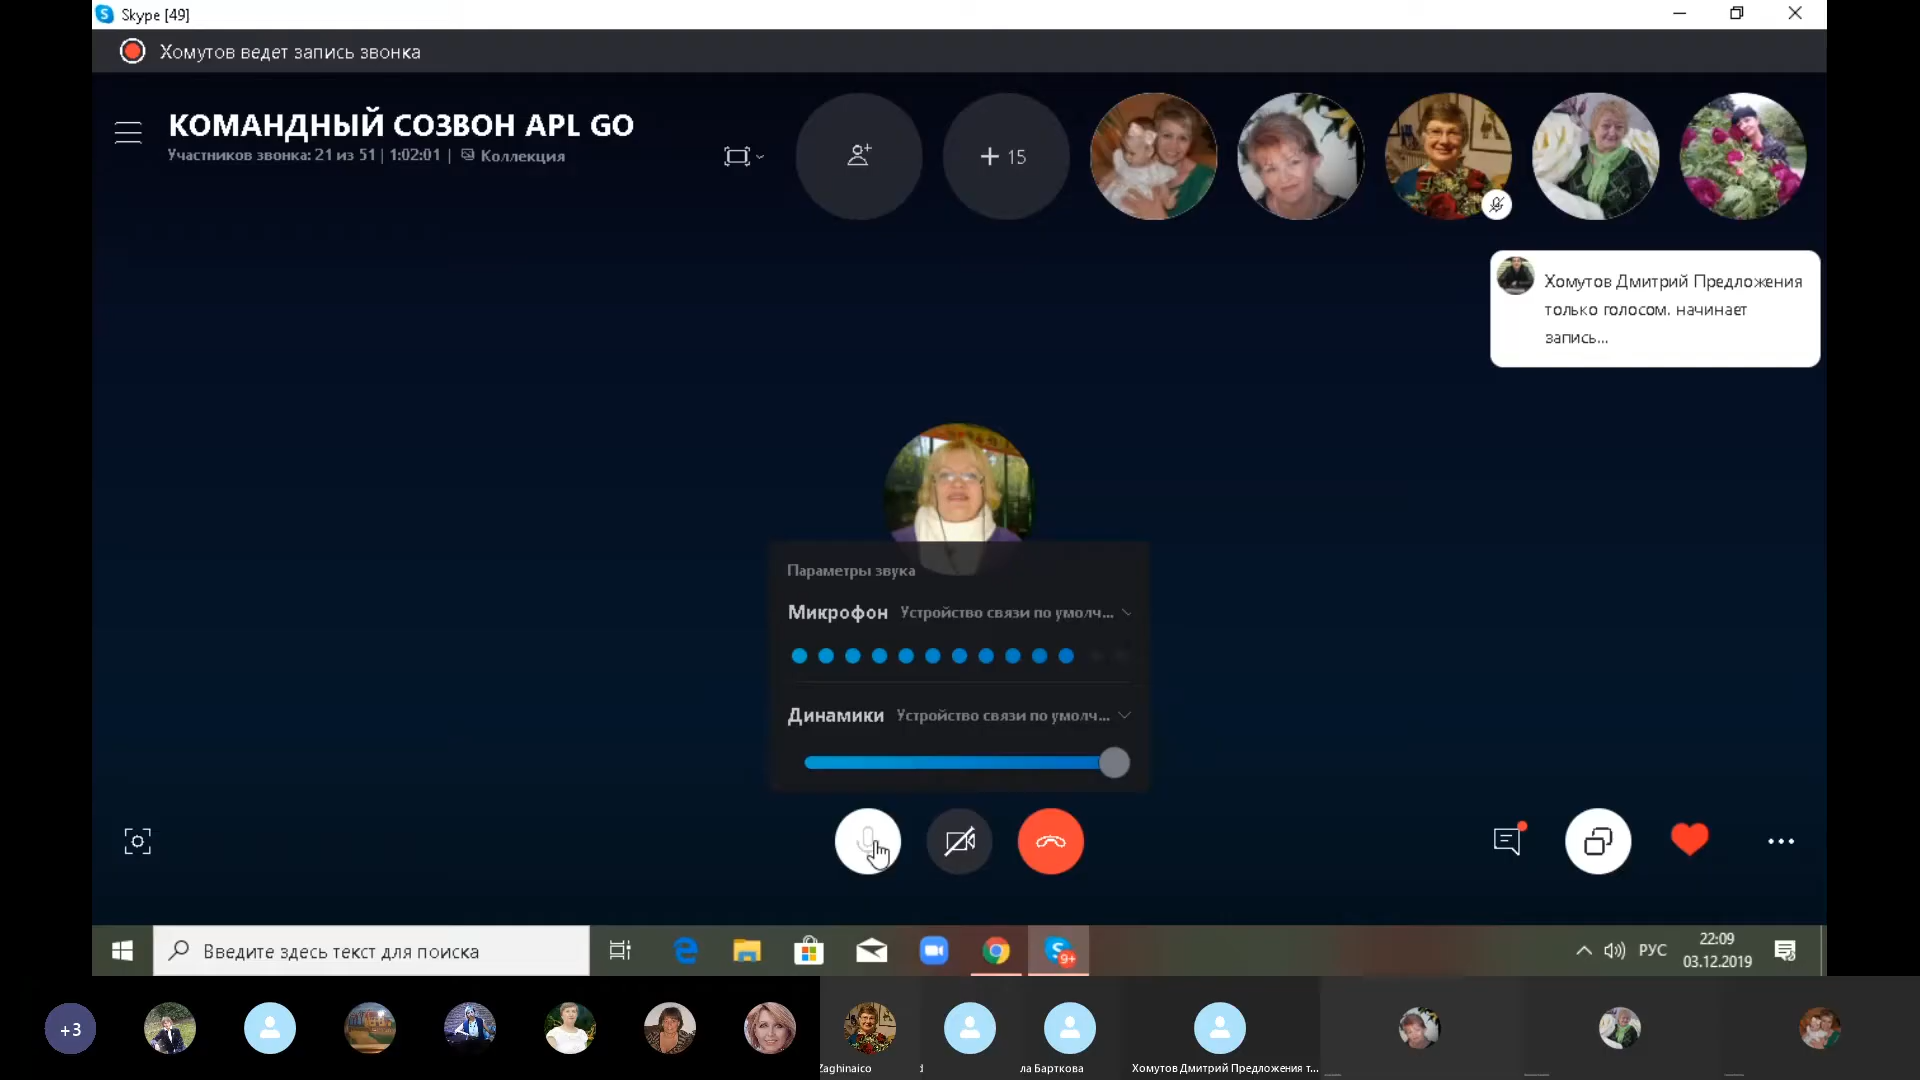 Skype [49]
Хомутов ведет запись звонка
КОМАНДНЫЙ СОЗВОН APL GO
Участников звонка: 21 из 51 | 1:02:01 | Коллекция
+ 15
Хомутов Дмитрий Предложения
только голосом. начинает
запись...
Параметры звука
Микрофон Устройство связи по умолч...
Динамики Устройство связи по умолч...
Введите здесь текст для поиска
9+
РУС
22:09
03.12.2019
+3
Zaghinaico
ла Барткова
Хомутов Дмитрий Предложения т...